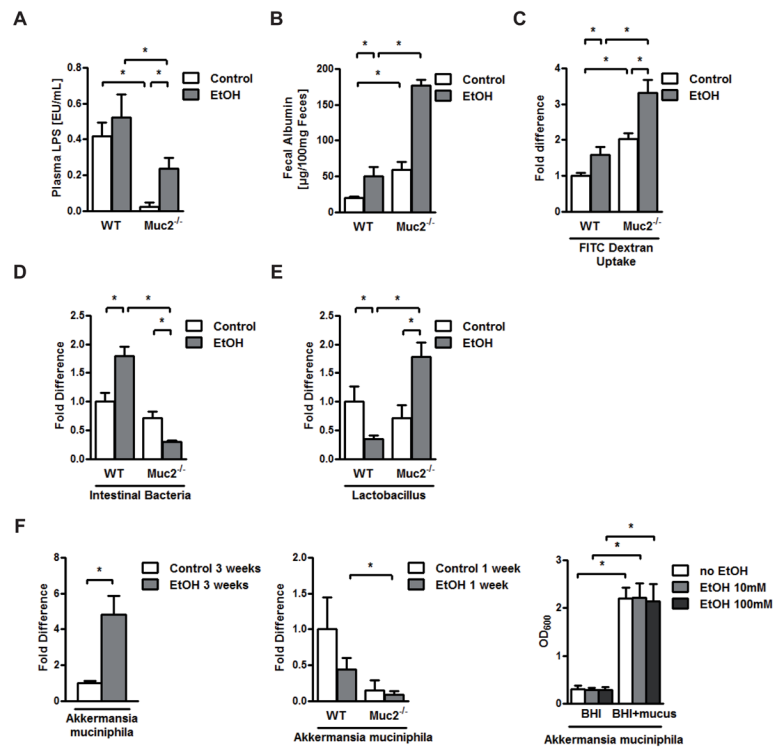 A
*
*
* *
Control
EtOH
Plasma LPS [EU/mL]
0.8
0.6
0.4
0.2
0.0
WT Muc2-/-
B
* *
*
Control
EtOH
Fecal Albumin
[µg/100mg Feces]
200
150
100
50
0
WT Muc2-/-
C
* *
* *
Control
EtOH
Fold difference
4
3
2
1
0
WT Muc2-/-
FITC Dextran
Uptake
D
* *
*
Control
EtOH
Fold Difference
2.5
2.0
1.5
1.0
0.5
0.0
WT Muc2-/-
Intestinal Bacteria
E
* *
*
Control
EtOH
Fold Difference
2.5
2.0
1.5
1.0
0.5
0.0
WT Muc2-/-
Lactobacillus
F
*
Control 3 weeks
EtOH 3 weeks
Fold Difference
8
6
4
2
0
Akkermansia
muciniphila
*
Control 1 week
EtOH 1 week
Fold Difference
2.0
1.5
1.0
0.5
0.0
WT Muc2-/-
Akkermansia muciniphila
*
*
*
no EtOH
EtOH 10mM
EtOH 100mM
OD600
3
2
1
0
BHI BHI+mucus
Akkermansia muciniphila